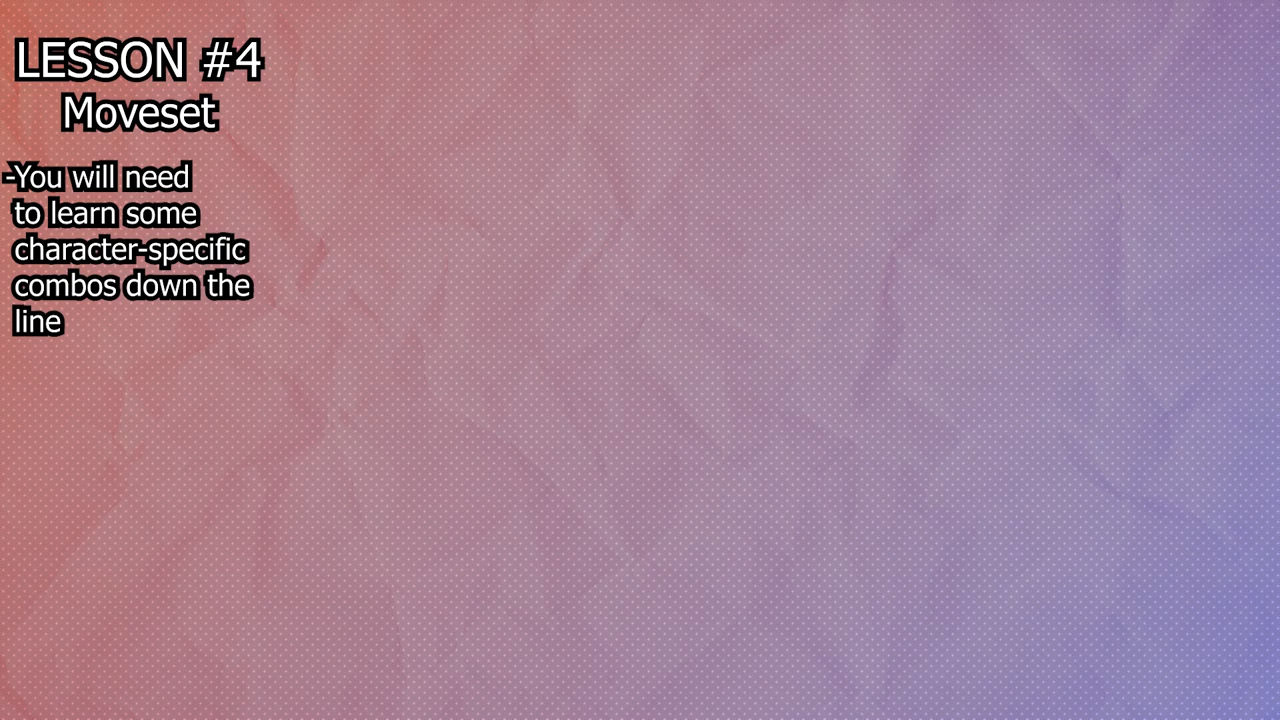 LESSON #4
Moveset
-You will need
to learn some
character-specific
combos down the
line